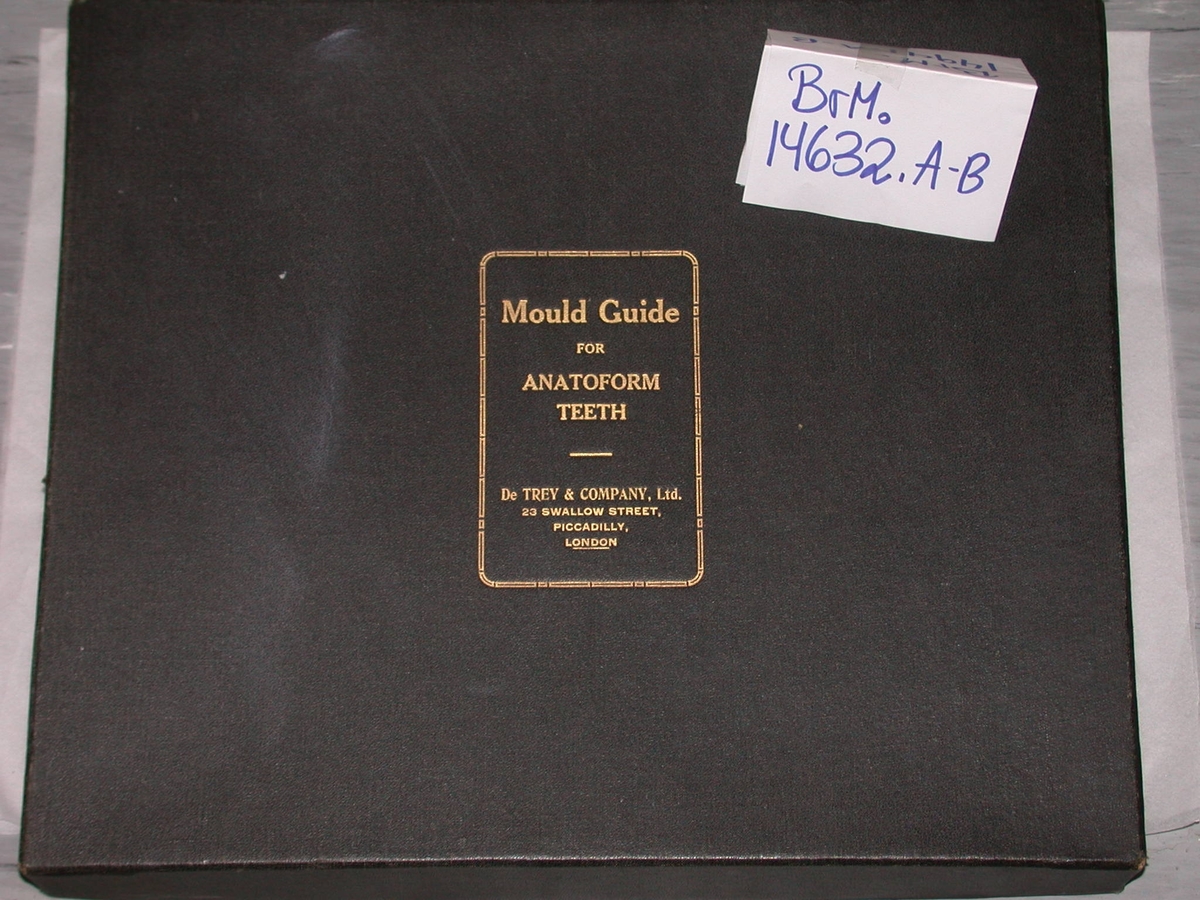 BrM.
14632.A-B
Mould Guide
FOR
ANATOFORM
TEETH
De TREY & COMPANY, Ltd.
23 SWALLOW STREET,
PICCADILLY,
LONDON